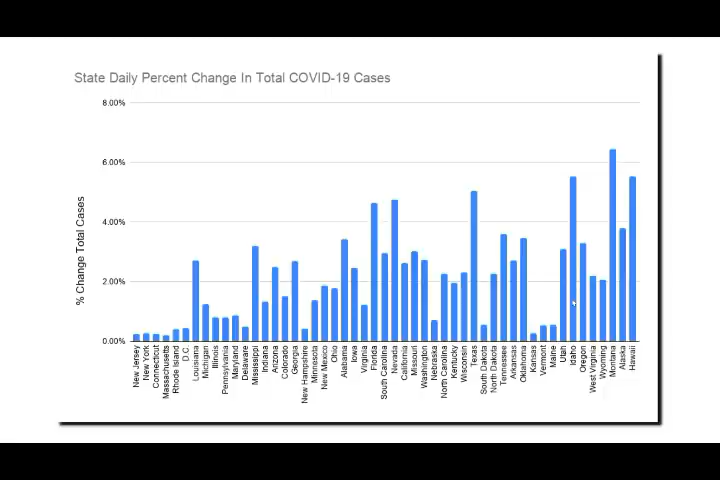 State Daily Percent Change In Total COVID-19 Cases
% Change Total Cases
8.00%
6.00%
4.00%
2.00%
0.00%
New Jersey
New York
Connecticut
Massachusetts
Rhode Island
D.C.
Louisiana
Michigan
Illinois
Pennsylvania
Maryland
Delaware
Mississippi
Indiana
Arizona
Colorado
Georgia
New Hampshire
Minnesota
New Mexico
Ohio
Alabama
Iowa
Virginia
Florida
South Carolina
Nevada
California
Missouri
Washington
Nebraska
North Carolina
Kentucky
Wisconsin
Texas
South Dakota
North Dakota
Tennessee
Arkansas
Oklahoma
Kansas
Vermont
Maine
Utah
Idaho
Oregon
West Virginia
Wyoming
Montana
Alaska
Hawaii